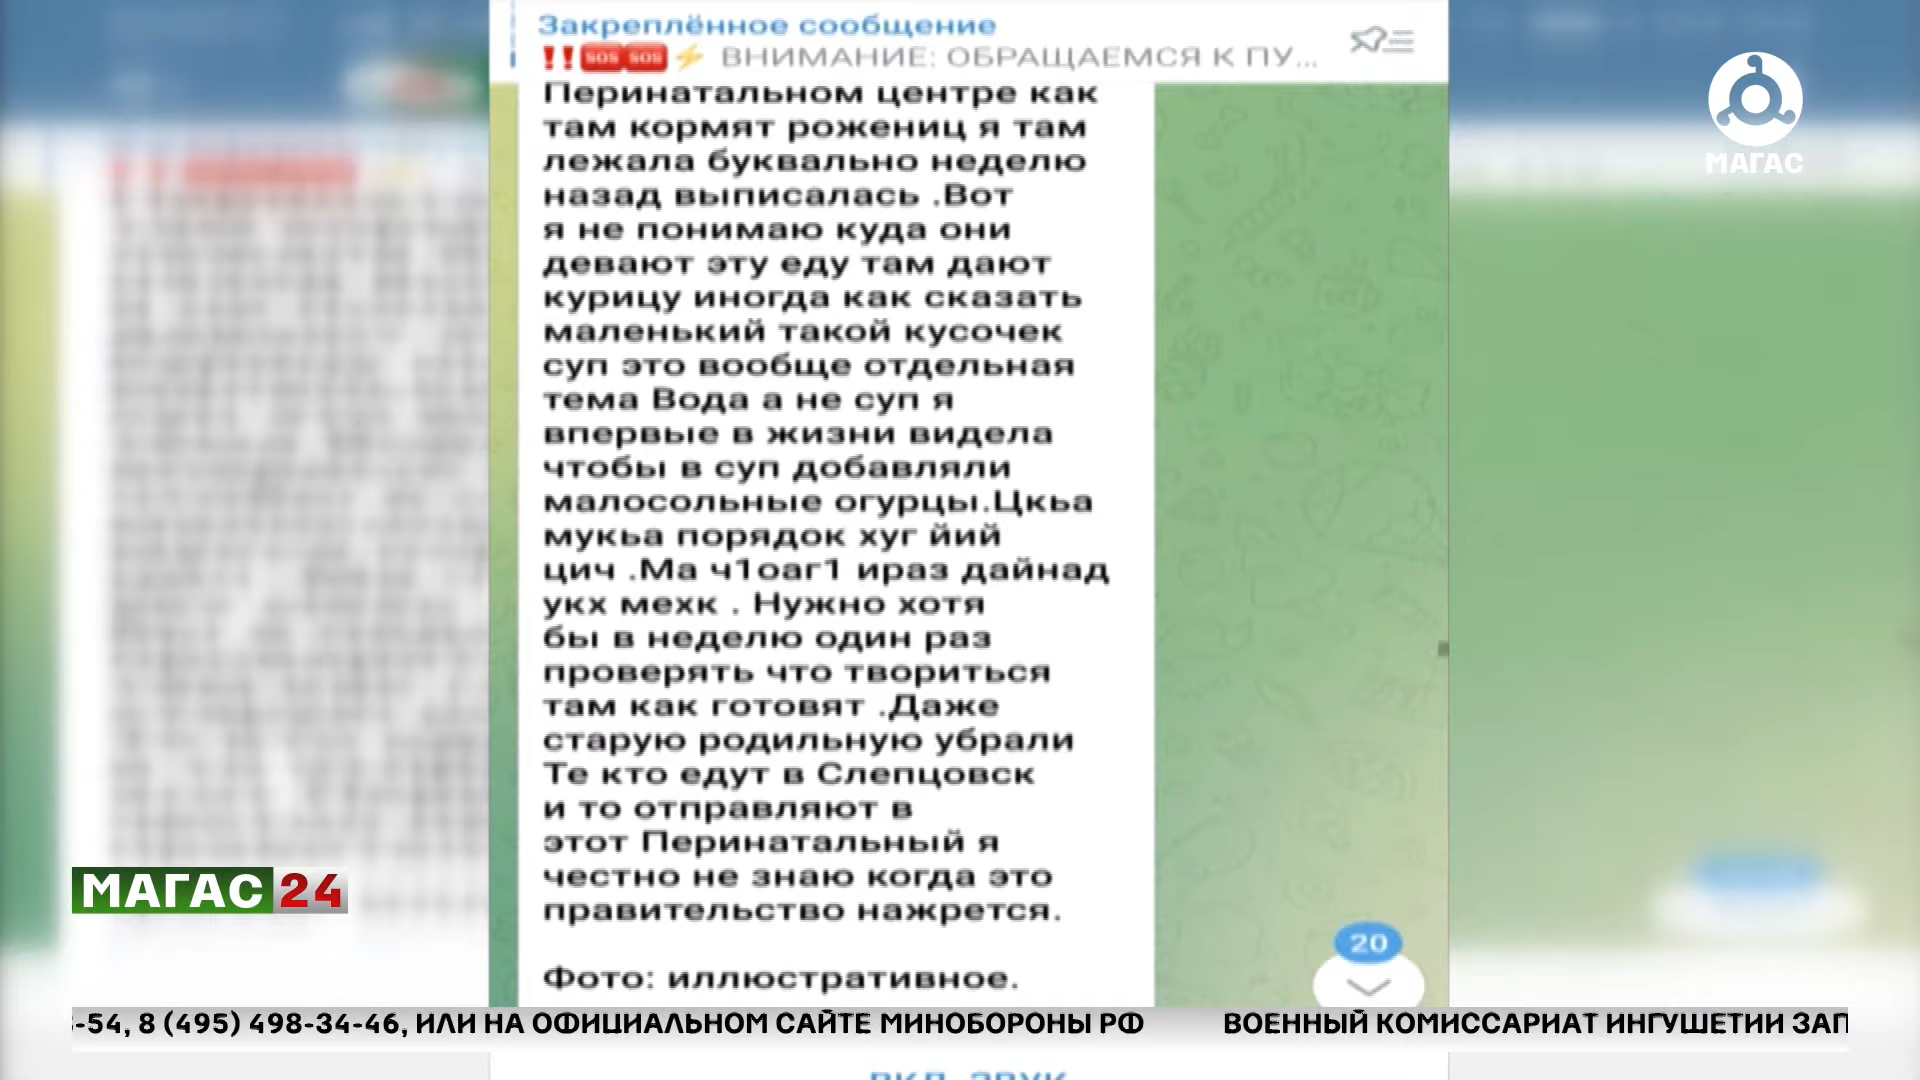 Закреплённое сообщение
‼️🆘🆘⚡ ВНИМАНИЕ: ОБРАЩАЕМСЯ К ПУ...
МАГАС
Перинатальном центре как
там кормят рожениц я там
лежала буквально неделю
назад выписалась .Вот
я не понимаю куда они
девают эту еду там дают
курицу иногда как сказать
маленький такой кусочек
суп это вообще отдельная
тема Вода а не суп я
впервые в жизни видела
чтобы в суп добавляли
малосольные огурцы.Цкьа
мукьа порядок хуг йий
цич .Ма ч1оаг1 ираз дайнад
укх мехк . Нужно хотя
бы в неделю один раз
проверять что твориться
там как готовят .Даже
старую родильную убрали
Те кто едут в Слепцовск
и то отправляют в
этот Перинатальный я
честно не знаю когда это
правительство нажрется.
Фото: иллюстративное.
20
МАГАС 24
-54, 8 (495) 498-34-46, ИЛИ НА ОФИЦИАЛЬНОМ САЙТЕ МИНОБОРОНЫ РФ ВОЕННЫЙ КОМИССАРИАТ ИНГУШЕТИИ ЗАП
ВКЛ. ЗВУК